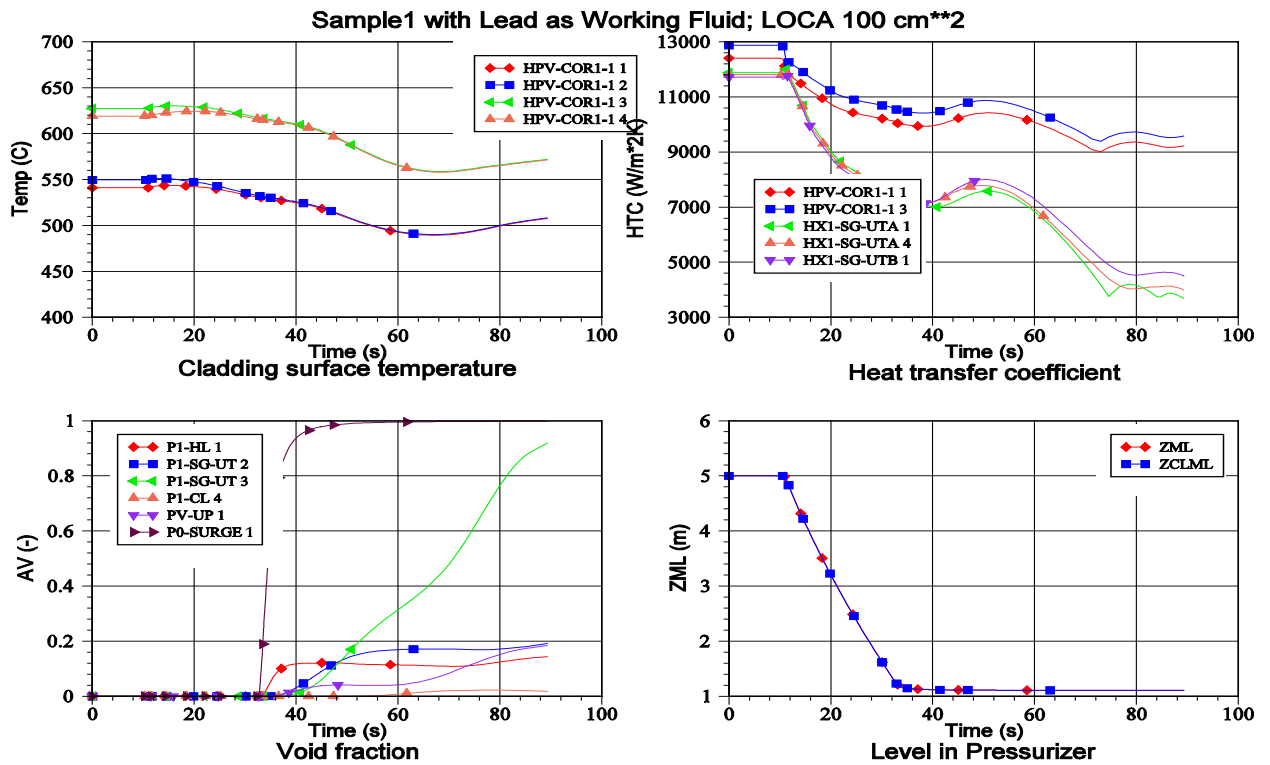 Sample1 with Lead as Working Fluid; LOCA 100 cm**2
700
650
600
550
500
450
400
Temp (C)
HPV-COR1-1 1
HPV-COR1-1 2
HPV-COR1-1 3
HPV-COR1-1 4
0 20 40 60 80 100
Time (s)
Cladding surface temperature
13000
11000
9000
7000
5000
3000
HTC (W/m*2K)
HPV-COR1-1 1
HPV-COR1-1 3
HX1-SG-UTA 1
HX1-SG-UTA 4
HX1-SG-UTB 1
0 20 40 60 80 100
Time (s)
Heat transfer coefficient
1
0.8
0.6
0.4
0.2
0
AV (-)
P1-HL 1
P1-SG-UT 2
P1-SG-UT 3
P1-CL 4
PV-UP 1
P0-SURGE 1
0 20 40 60 80 100
Time (s)
Void fraction
6
5
4
3
2
1
ZML (m)
ZML
ZCLML
0 20 40 60 80 100
Time (s)
Level in Pressurizer